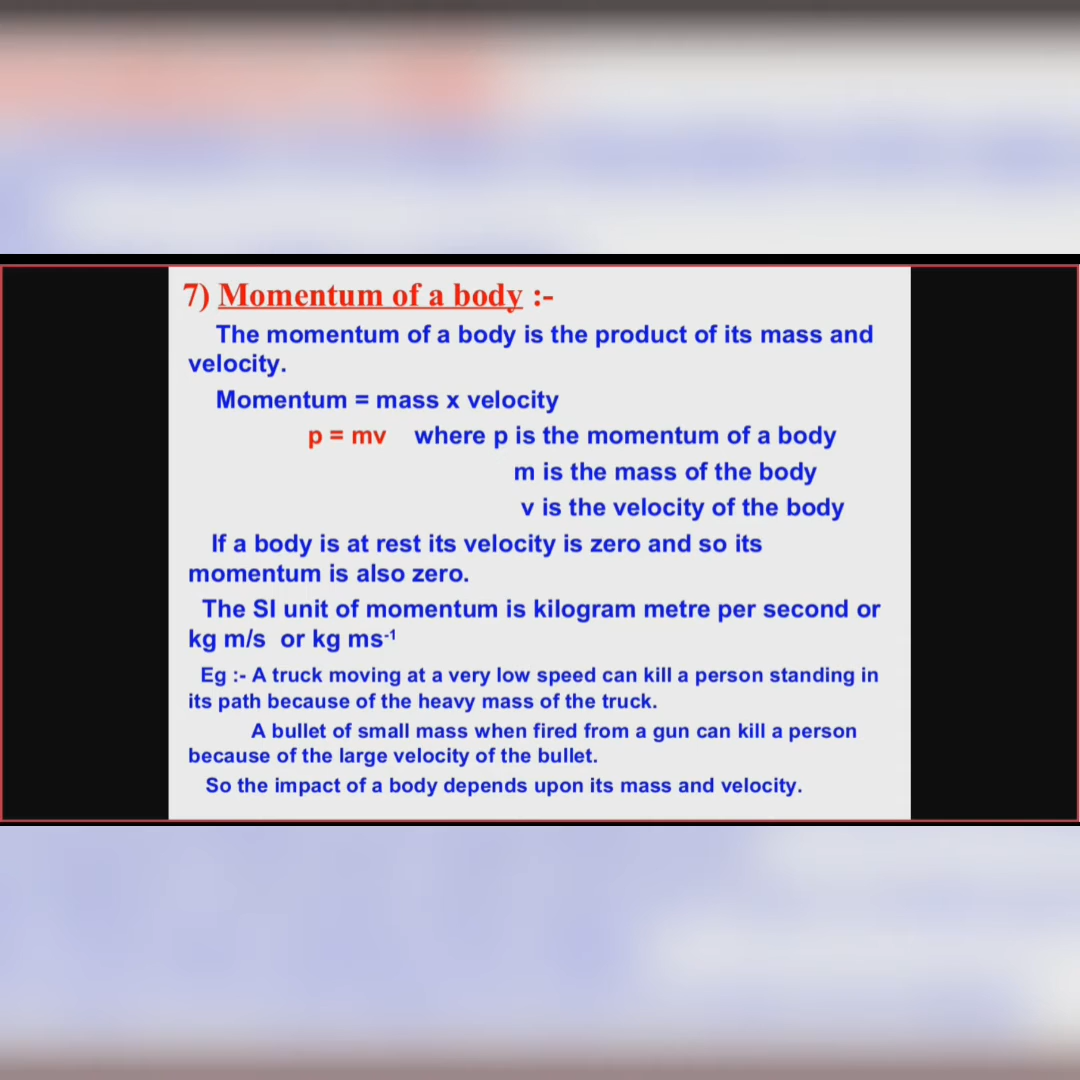 7) Momentum of a body :-
The momentum of a body is the product of its mass and
velocity.
Momentum = mass x velocity
p = mv where p is the momentum of a body
m is the mass of the body
v is the velocity of the body
If a body is at rest its velocity is zero and so its
momentum is also zero.
The SI unit of momentum is kilogram metre per second or
kg m/s or kg ms⁻¹
Eg :- A truck moving at a very low speed can kill a person standing in
its path because of the heavy mass of the truck.
A bullet of small mass when fired from a gun can kill a person
because of the large velocity of the bullet.
So the impact of a body depends upon its mass and velocity.